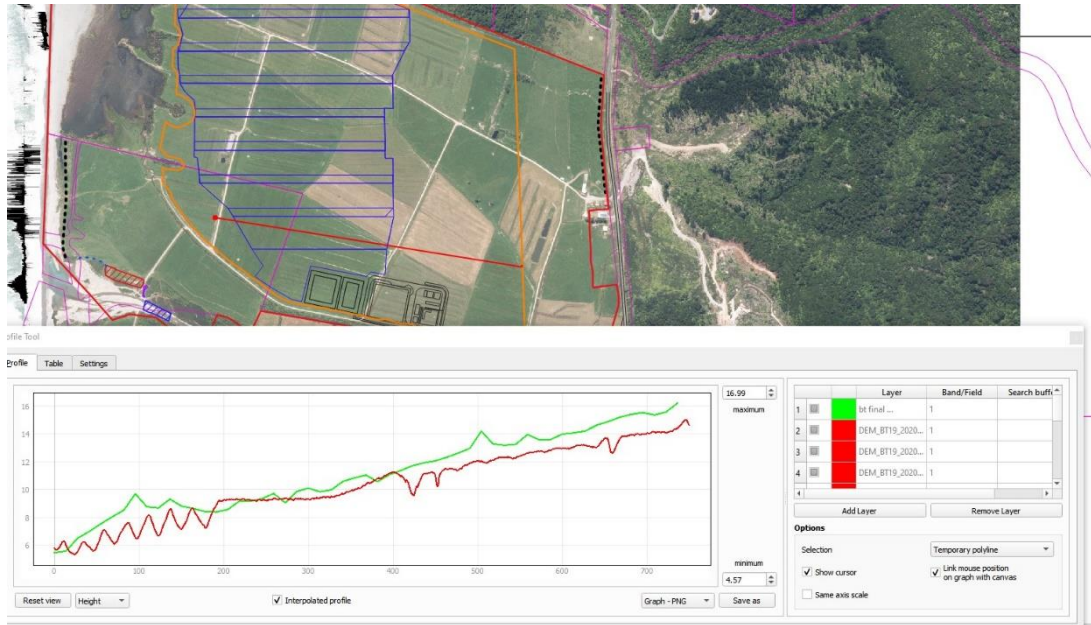 ofile Tool
Profile Table Settings
16
14
12
10
8
6
0 100 200 300 400 500 600 700
16.99
maximum
minimum
4.57
Layer Band/Field Search buff
1 bt final ... 1
2 DEM_BT19_2020... 1
3 DEM_BT19_2020... 1
4 DEM_BT19_2020... 1
Add Layer Remove Layer
Options
Selection Temporary polyline
Show cursor Link mouse position on graph with canvas
Same axis scale
Reset view Height Interpolated profile Graph - PNG Save as